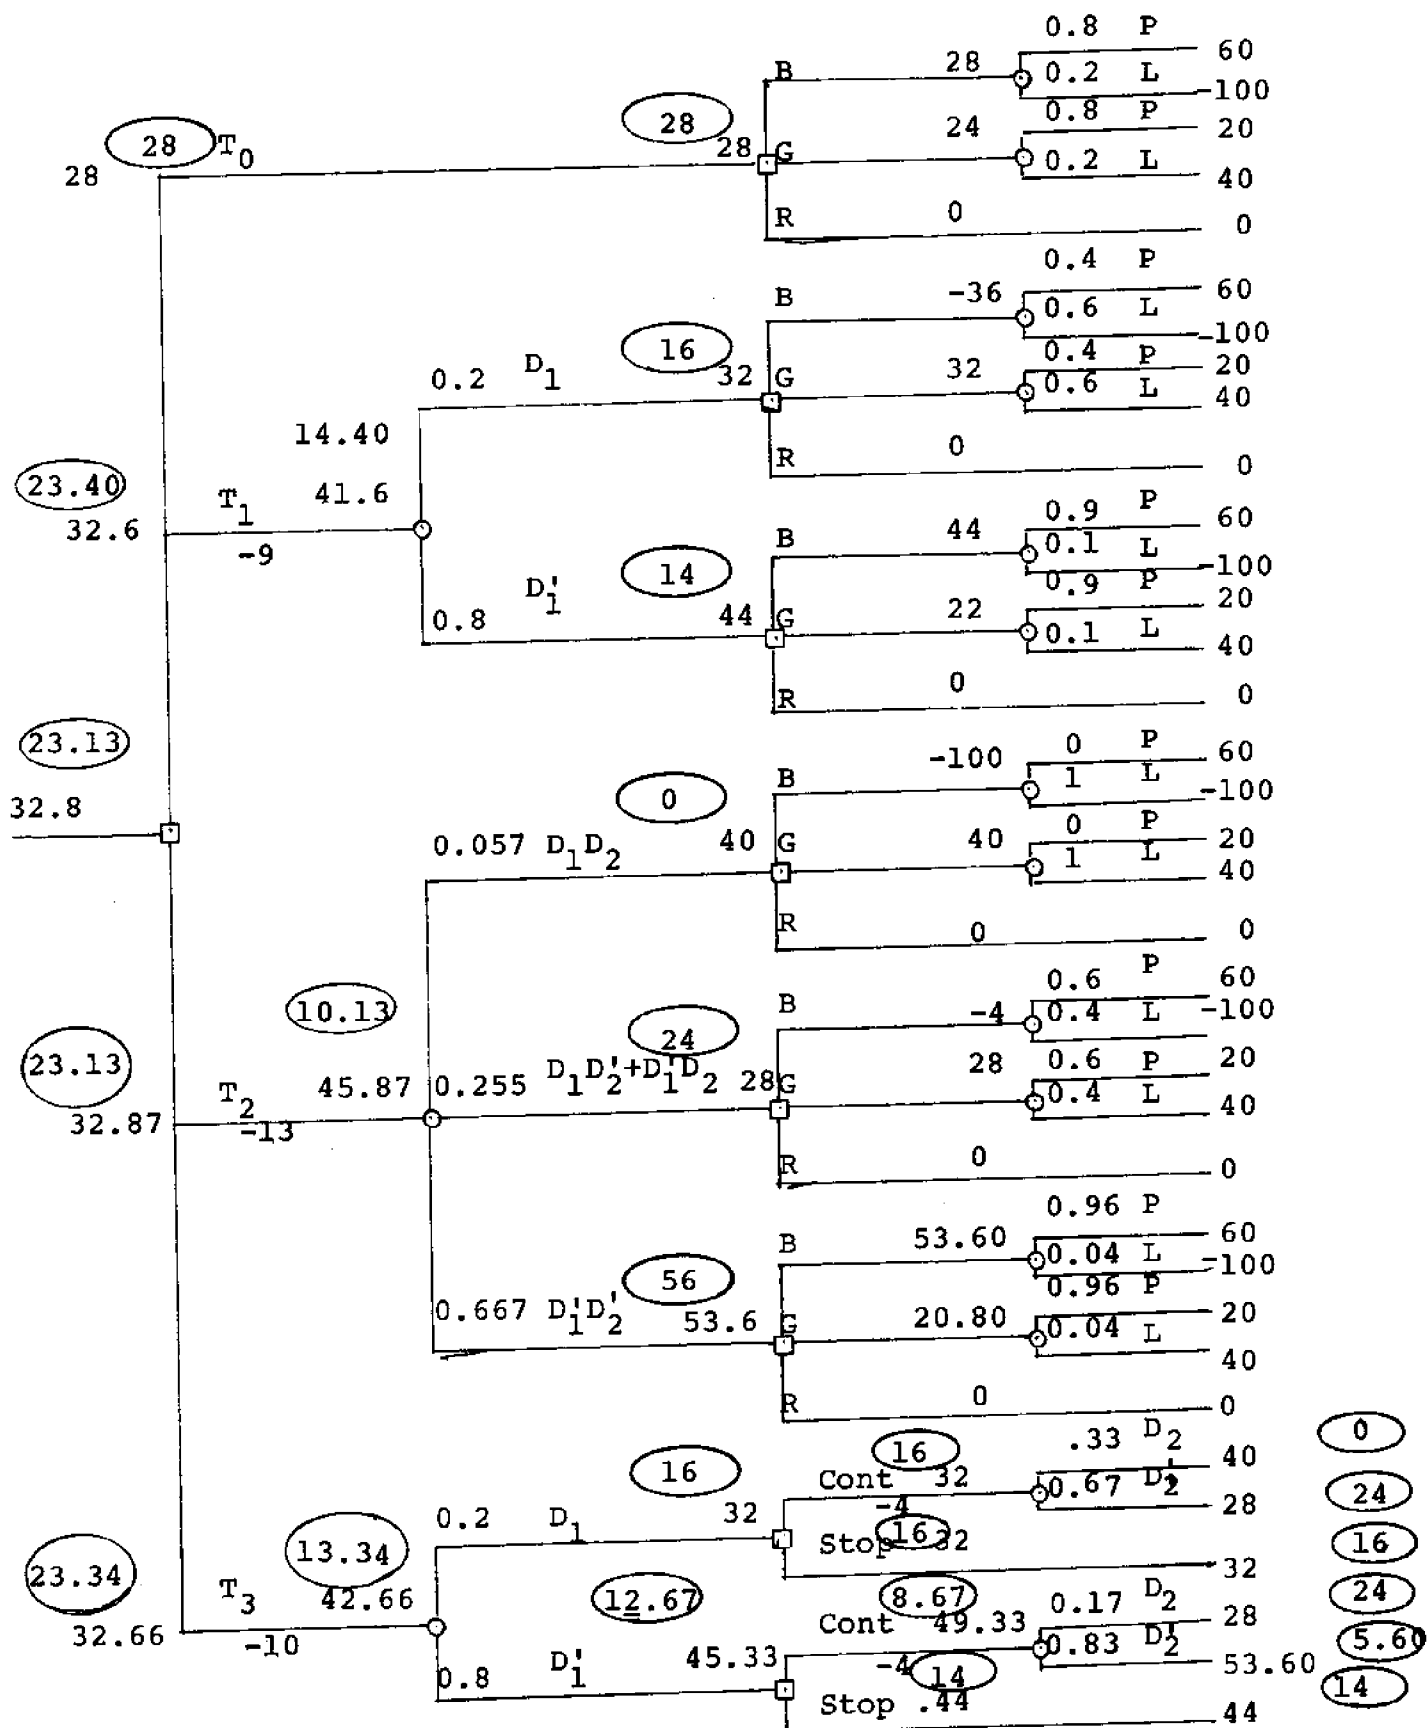 0.8 P
60
B 28 0.2 L
-100
28 0.8 P
24 20
28 T0 28 G 0.2 L
28 40
R 0 0
0.4 P
B -36 60
0.6 L
-100
16 0.4 P
20
0.2 D1 32 G 32 0.6 L
40
14.40
R 0 0
23.40 T1 41.6
32.6 0.9 P
60
-9 B 44 0.1 L
-100
14 0.9 P
20
D1' 44 G 22 0.1 L
0.8 40
R 0 0
23.13 0 P
-100 60
B 1 L
-100
0
32.8 0 P
20
0.057 D1D2 40 G 40 1 L
40
R 0 0
0.6 P
60
10.13 B -4 0.4 L -100
24
23.13 28 0.6 P 20
T2 45.87 0.255 D1D2'+D1'D2 28 G 0.4 L
32.87 -13 40
R 0 0
0.96 P
B 53.60 60
0.04 L -100
56 0.96 P
20
0.667 D1'D2' 53.6 G 20.80 0.04 L
40
R 0 0
.33 D2 0
16 16 40
Cont 32 0.67 D2'
-4 28 24
0.2 D1 32
13.34 Stop 16 32 16
23.34 32
T3 42.66 12.67 8.67 0.17 D2 24
32.66 Cont 49.33 28
-10 0.83 D2' 5.60
D1' 45.33 -4 53.60
0.8 14 14
Stop .44 44